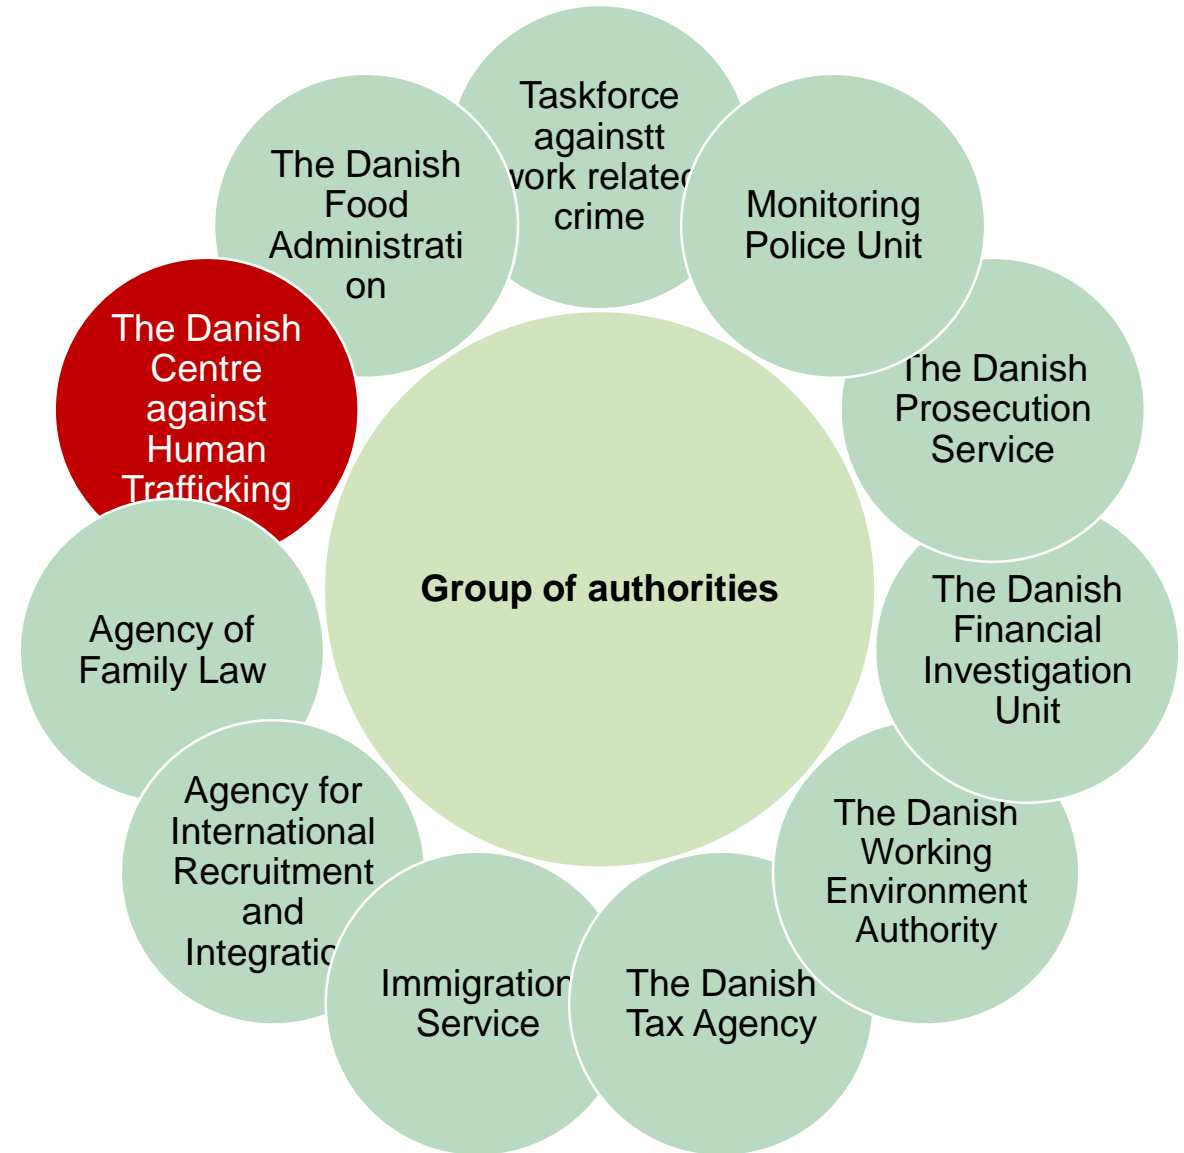 Taskforce
againstt
work related
crime
Monitoring
Police Unit
The Danish
Prosecution
Service
The Danish
Financial
Investigation
Unit
The Danish
Working
Environment
Authority
The Danish
Tax Agency
Immigration
Service
Agency for
International
Recruitment
and
Integration
Agency of
Family Law
The Danish
Centre
against
Human
Trafficking
The Danish
Food
Administrati
on
Group of authorities